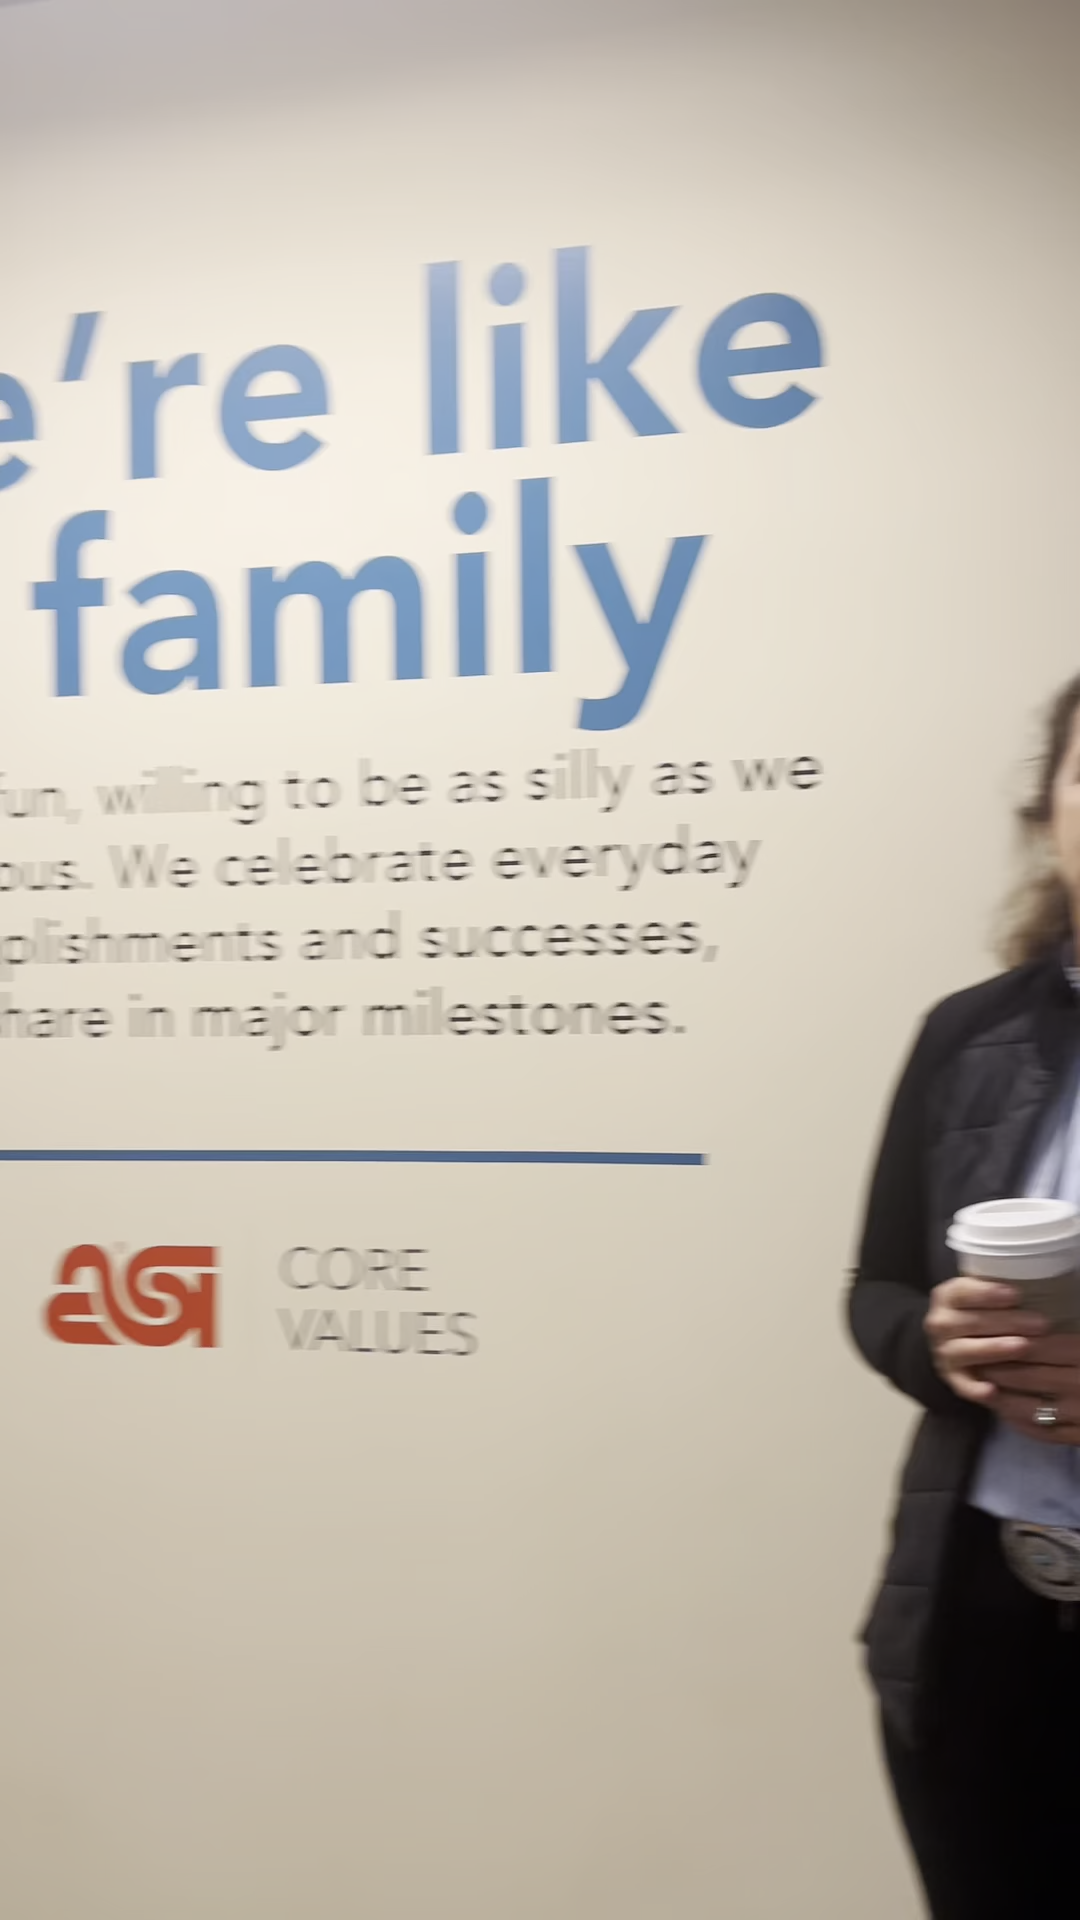 e're like
family
fun, willing to be as silly as we
ous. We celebrate everyday
plishments and successes,
hare in major milestones.
asi CORE
VALUES